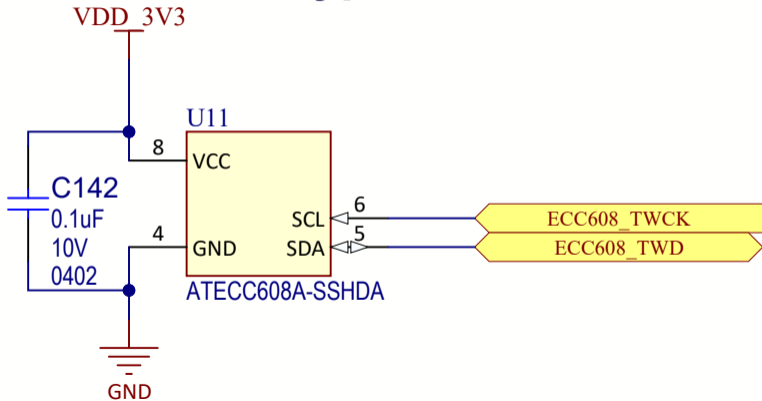 VDD_3V3
U11
8
VCC
C142
0.1uF
10V
0402
SCL
6
ECC608_TWCK
4
GND
SDA
5
ECC608_TWD
ATECC608A-SSHDA
GND